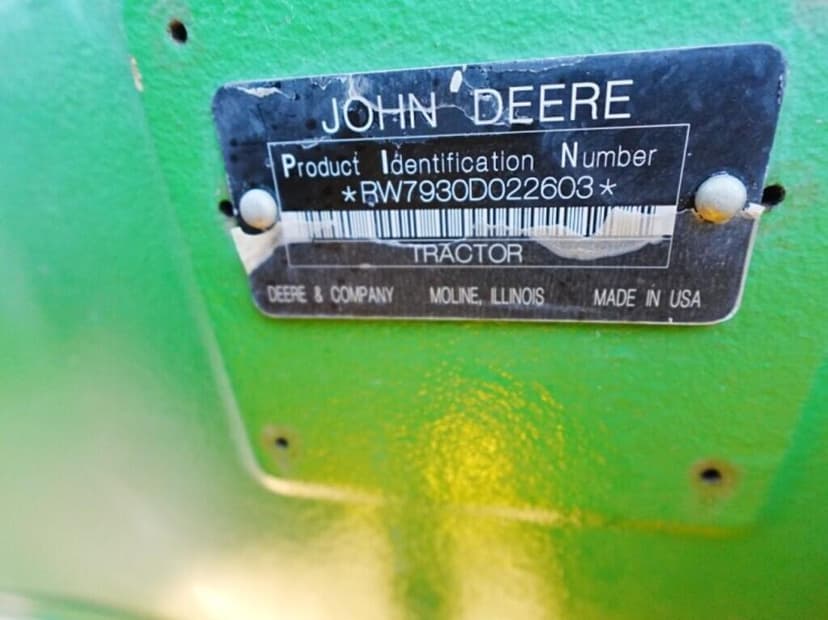 JOHN DEERE
Product Identification Number
*RW7930D022603*
TRACTOR
DEERE & COMPANY MOLINE, ILLINOIS MADE IN USA